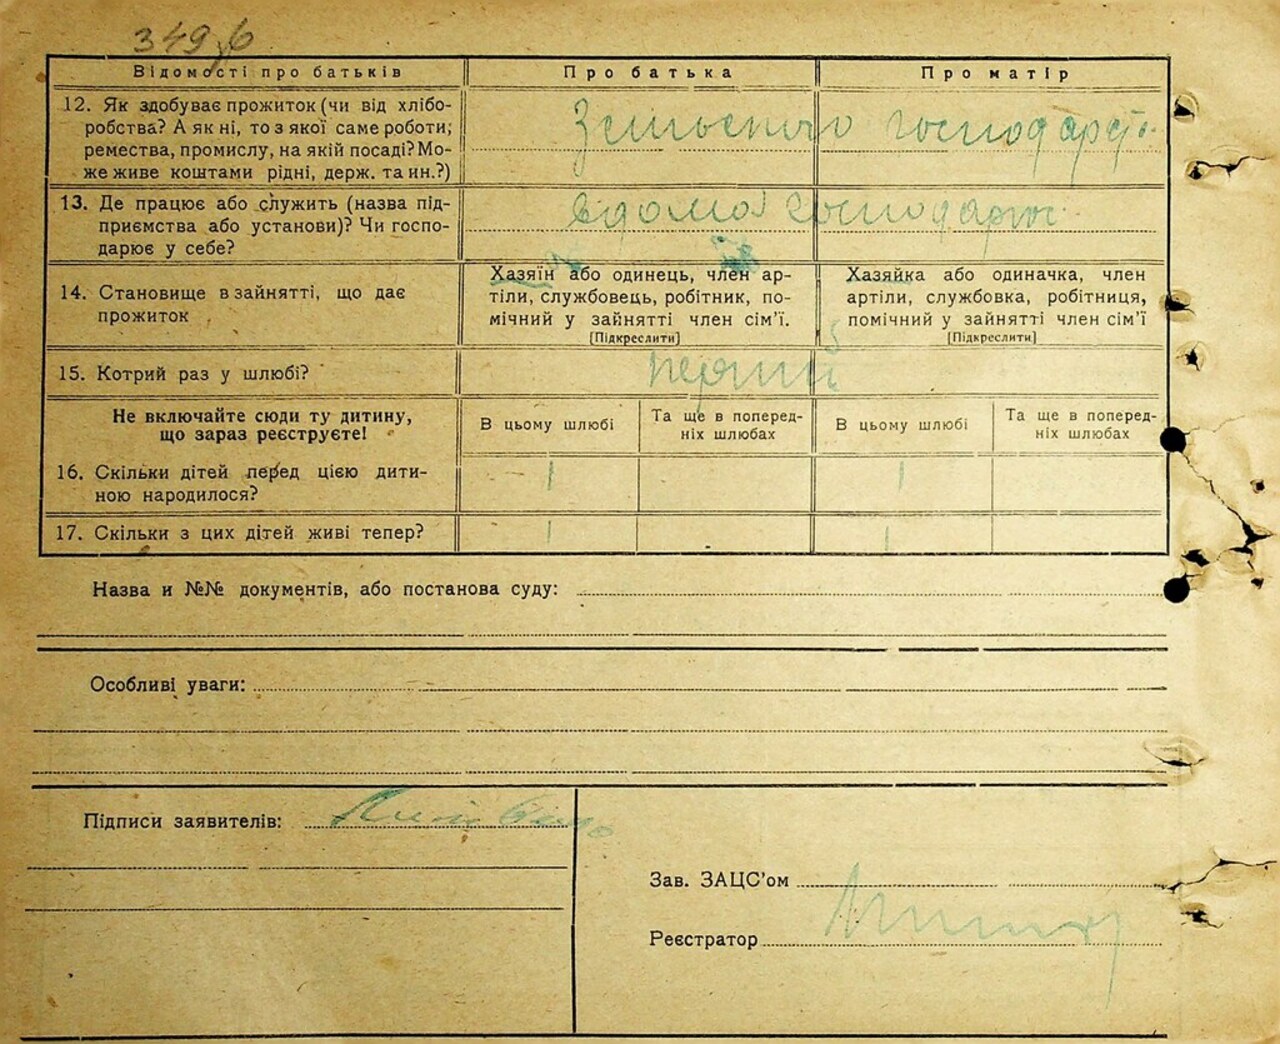 349
Відомості про батьків Про батька Про матір
12. Як здобуває прожиток (чи від хлібо-
робства? А як ні, то з якої саме роботи;
ремества, промислу, на якій посаді? Мо-
же живе коштами рідні, держ. та ин.?)
господарст.
13. Де працює або служить (назва під-
приємства або установи)? Чи госпо-
дарює у себе?
вдома господарює
14. Становище в зайнятті, що дає
прожиток
Хазяїн або одинець, член ар-
тіли, службовець, робітник, по-
мічний у зайнятті член сім'ї.
[Підкреслити]
Хазяйка або одиначка, член
артіли, службовка, робітниця,
помічний у зайнятті член сім'ї
[Підкреслити]
15. Котрий раз у шлюбі?
перший
Не включайте сюди ту дитину,
що зараз реєструєте!
В цьому шлюбі
Та ще в поперед-
ніх шлюбах
В цьому шлюбі
Та ще в поперед-
ніх шлюбах
16. Скільки дітей перед цією дити-
ною народилося?
1 1
17. Скільки з цих дітей живі тепер?
1 1
Назва и №№ документів, або постанова суду:
Особливі уваги:
Підписи заявителів:
Зав. ЗАЦС'ом
Реєстратор